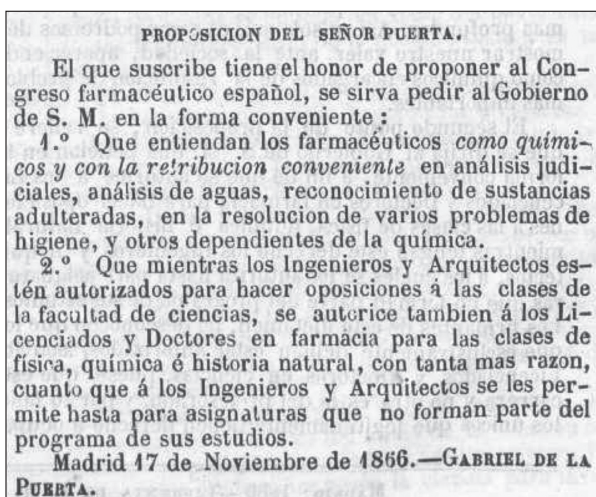 PROPOSICION DEL SEÑOR PUERTA.
El que suscribe tiene el honor de proponer al Con-
greso farmacéutico español, se sirva pedir al Gobierno
de S. M. en la forma conveniente :
1.º Que entiendan los farmacéuticos como quími-
cos y con la retribucion conveniente en análisis judi-
ciales, análisis de aguas, reconocimiento de sustancias
adulteradas, en la resolucion de varios problemas de
higiene, y otros dependientes de la química.
2.º Que mientras los Ingenieros y Arquitectos es-
tén autorizados para hacer oposiciones á las clases de
la facultad de ciencias, se autorice tambien á los Li-
cenciados y Doctores en farmácia para las clases de
física, química é historia natural, con tanta mas razon,
cuanto que á los Ingenieros y Arquitectos se les per-
mite hasta para asignaturas que no forman parte del
programa de sus estudios.
Madrid 17 de Noviembre de 1866.—GABRIEL DE LA
PUERTA.